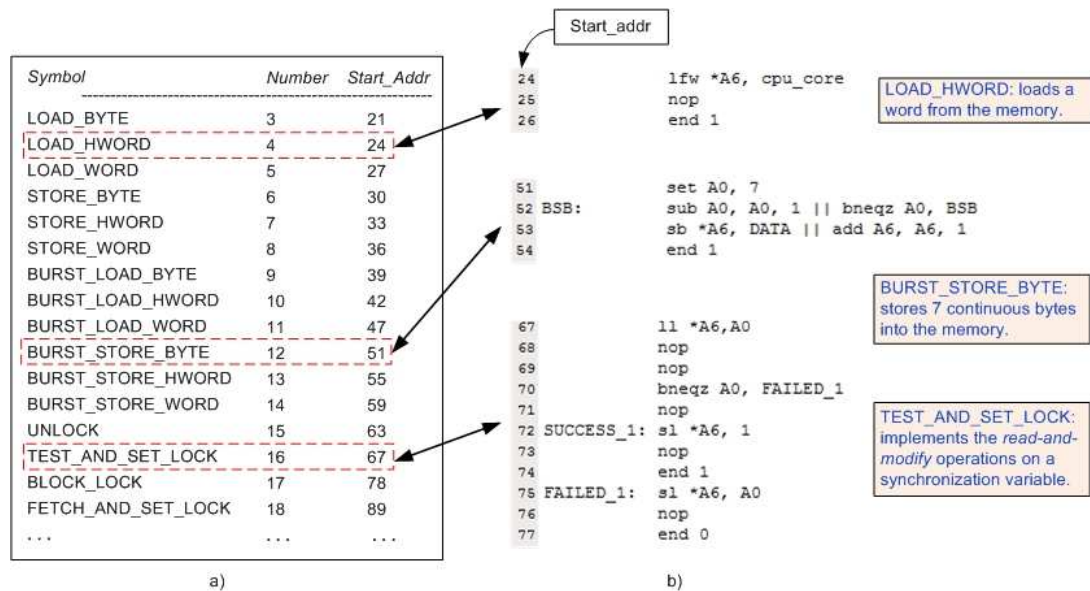 Start_addr
Symbol Number Start_Addr
LOAD_BYTE 3 21
LOAD_HWORD 4 24
LOAD_WORD 5 27
STORE_BYTE 6 30
STORE_HWORD 7 33
STORE_WORD 8 36
BURST_LOAD_BYTE 9 39
BURST_LOAD_HWORD 10 42
BURST_LOAD_WORD 11 47
BURST_STORE_BYTE 12 51
BURST_STORE_HWORD 13 55
BURST_STORE_WORD 14 59
UNLOCK 15 63
TEST_AND_SET_LOCK 16 67
BLOCK_LOCK 17 78
FETCH_AND_SET_LOCK 18 89
... ... ...
a)
24 lfw *A6, cpu_core
25 nop
26 end 1
51 set A0, 7
52 BSB: sub A0, A0, 1 || bneqz A0, BSB
53 sb *A6, DATA || add A6, A6, 1
54 end 1
67 ll *A6,A0
68 nop
69 nop
70 bneqz A0, FAILED_1
71 nop
72 SUCCESS_1: sl *A6, 1
73 nop
74 end 1
75 FAILED_1: sl *A6, A0
76 nop
77 end 0
b)
LOAD_HWORD: loads a
word from the memory.
BURST_STORE_BYTE:
stores 7 continuous bytes
into the memory.
TEST_AND_SET_LOCK:
implements the read-and-
modify operations on a
synchronization variable.